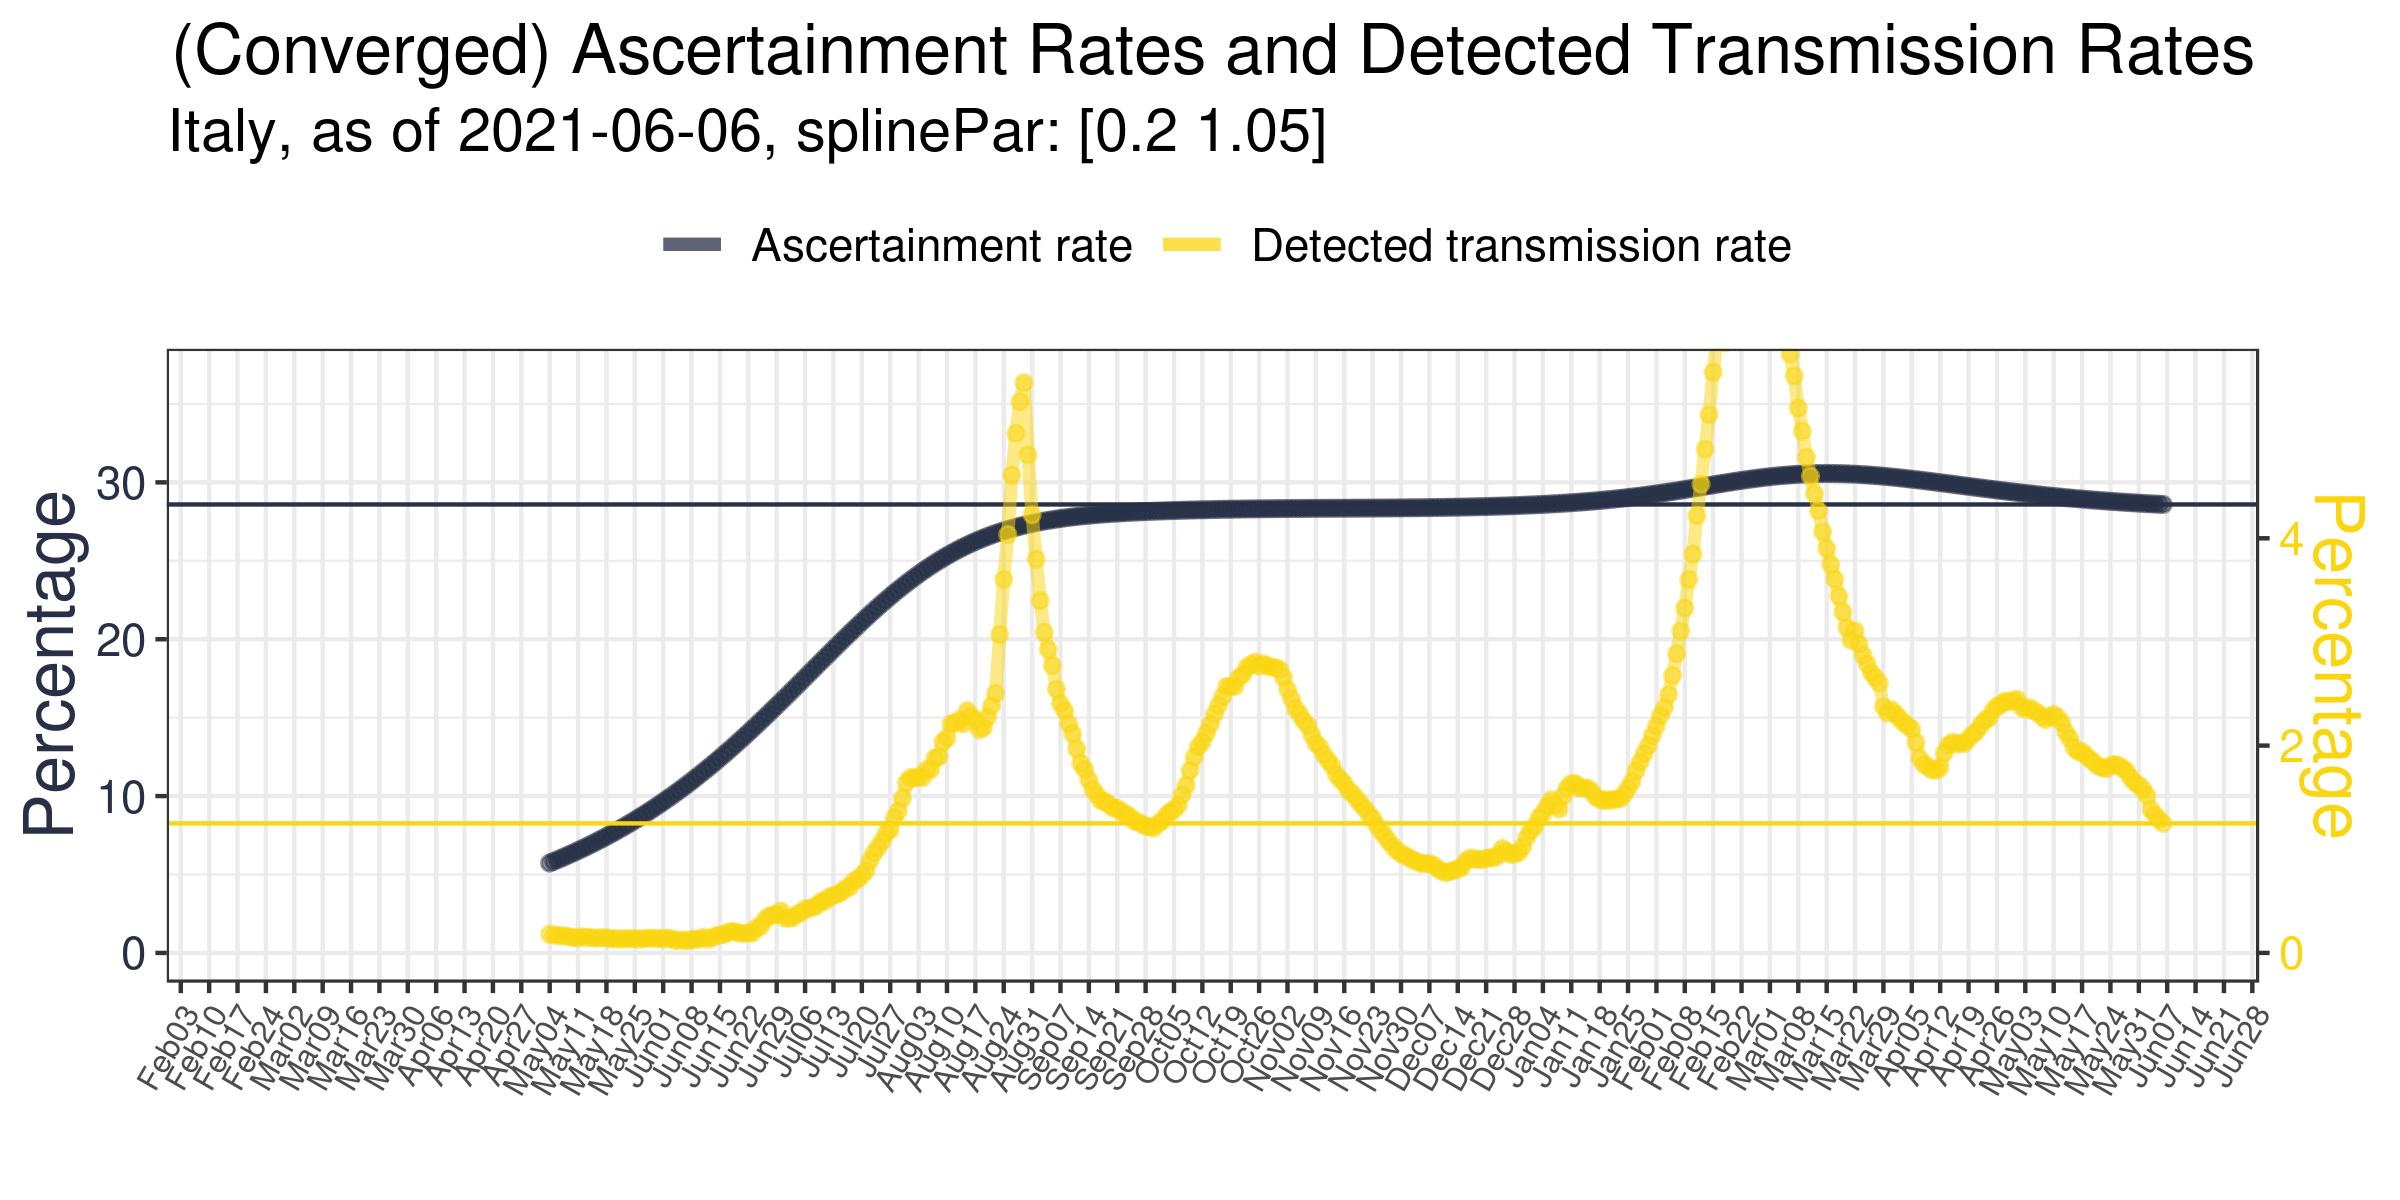 (Converged) Ascertainment Rates and Detected Transmission Rates
Italy, as of 2021-06-06, splinePar: [0.2 1.05]
Ascertainment rate
Detected transmission rate
Percentage
30
20
10
0
4
2
0
Percentage
Feb03
Feb10
Feb17
Feb24
Mar02
Mar09
Mar16
Mar23
Mar30
Apr06
Apr13
Apr20
Apr27
May04
May11
May18
May25
Jun01
Jun08
Jun15
Jun22
Jun29
Jul06
Jul13
Jul20
Jul27
Aug03
Aug10
Aug17
Aug24
Aug31
Sep07
Sep14
Sep21
Sep28
Oct05
Oct12
Oct19
Oct26
Nov02
Nov09
Nov16
Nov23
Nov30
Dec07
Dec14
Dec21
Dec28
Jan04
Jan11
Jan18
Jan25
Feb01
Feb08
Feb15
Feb22
Mar01
Mar08
Mar15
Mar22
Mar29
Apr05
Apr12
Apr19
Apr26
May03
May10
May17
May24
May31
Jun07
Jun14
Jun21
Jun28